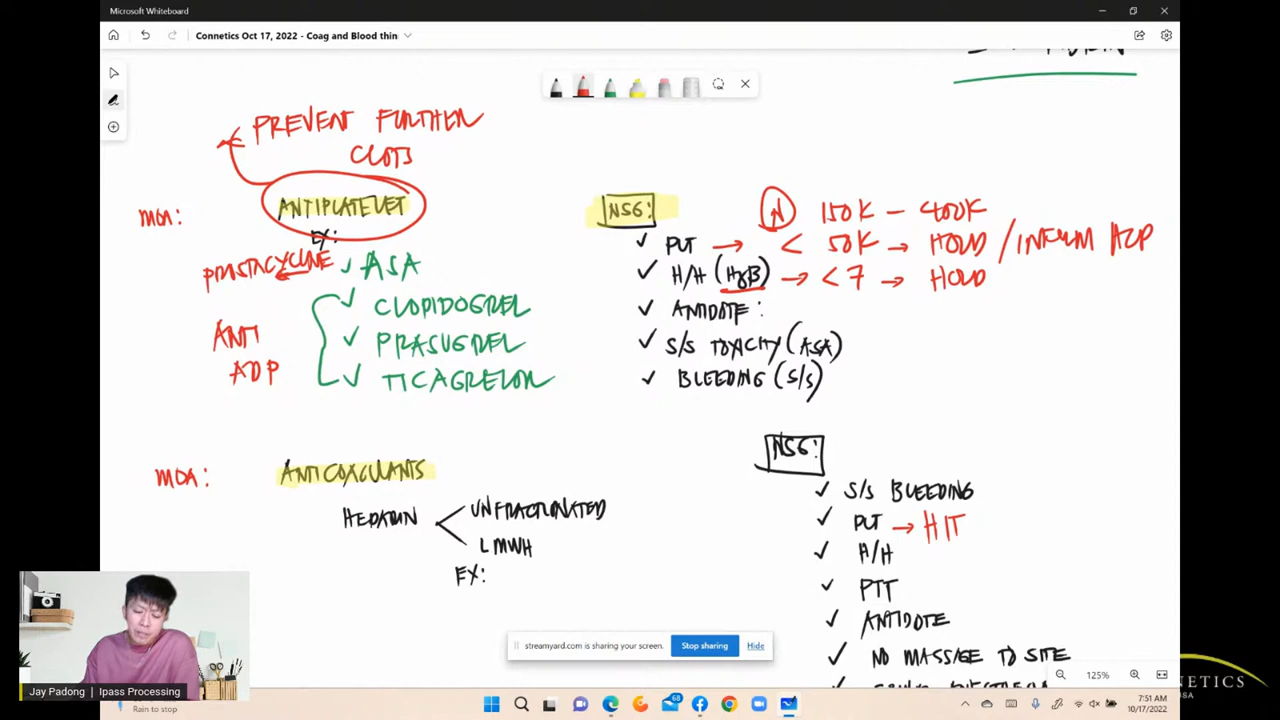 Microsoft Whiteboard
Connetics Oct 17, 2022 - Coag and Blood thin
PREVENT FURTHER
CLOTS
MOA:
ANTIPLATELET
EX:
PROSTACYCLINE
✓ ASA
ANTI
ADP
✓ CLOPIDOGREL
✓ PRASUGREL
✓ TICAGRELOR
NSG:
N 150K - 400K
✓ PLT → < 50K → HOLD / INFORM HCP
✓ H/H (HgB) → < 7 → HOLD
✓ ANTIDOTE:
✓ S/S TOXICITY (ASA)
✓ BLEEDING (S/S)
MOA:
ANTICOAGULANTS
HEPARIN
UNFRACTIONATED
LMWH
EX:
NSG:
✓ S/S BLEEDING
✓ PLT → HIT
✓ H/H
✓ PTT
✓ ANTIDOTE
✓ NO MASSAGE TO SITE
streamyard.com is sharing your screen.
Stop sharing
Hide
125%
Jay Padong | Ipass Processing
NETICS
USA
Rain to stop
68
7:51 AM
10/17/2022